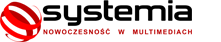 systemia
NOWOCZESNOŚĆ W MULTIMEDIACH